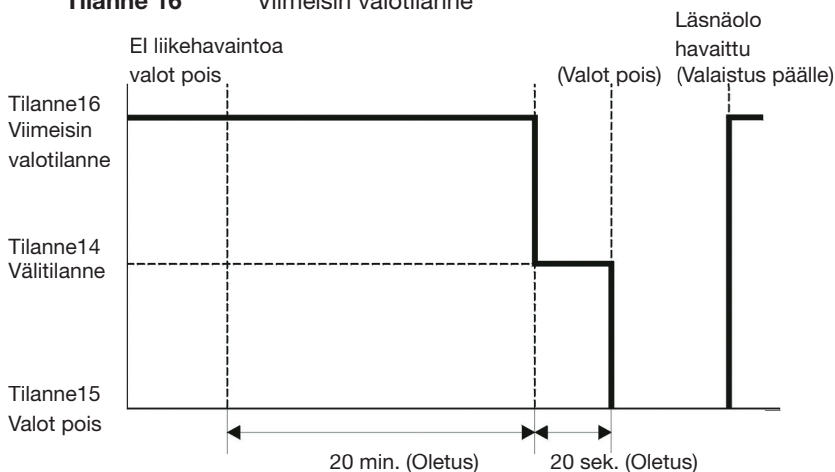 Tilanne 16 Viimeisin valotilanne
EI liikehavaintoa
valot pois
(Valot pois)
Läsnäolo
havaittu
(Valaistus päälle)
Tilanne16
Viimeisin
valotilanne
Tilanne14
Välitilanne
Tilanne15
Valot pois
20 min. (Oletus)
20 sek. (Oletus)